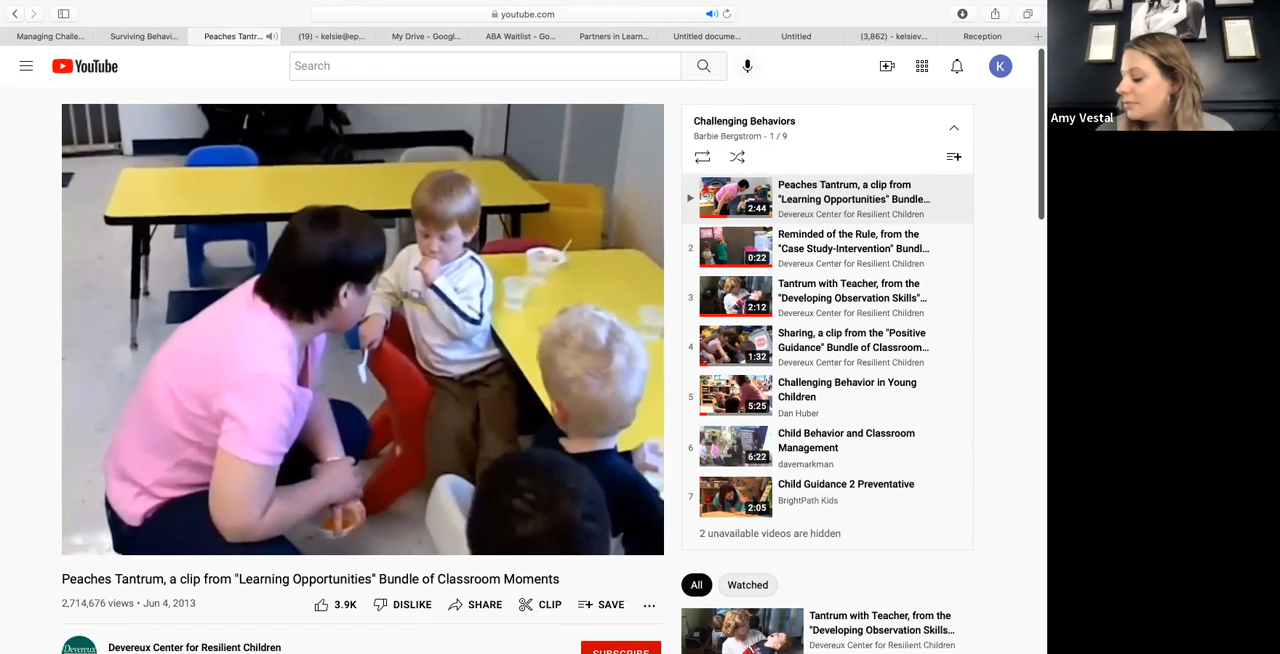 youtube.com
Managing Challe...
Surviving Behavi...
Peaches Tantr...
(19) - kelsie@ep...
My Drive - Googl...
ABA Waitlist - Go...
Partners in Learn...
Untitled docume...
Untitled
(3,862) - kelsiev...
Reception
YouTube
Search
K
Amy Vestal
Challenging Behaviors
Barbie Bergstrom - 1 / 9
2:44
Peaches Tantrum, a clip from
"Learning Opportunities" Bundle...
Devereux Center for Resilient Children
2
0:22
Reminded of the Rule, from the
"Case Study-Intervention" Bundl...
Devereux Center for Resilient Children
3
2:12
Tantrum with Teacher, from the
"Developing Observation Skills"...
Devereux Center for Resilient Children
4
1:32
Sharing, a clip from the "Positive
Guidance" Bundle of Classroom...
Devereux Center for Resilient Children
5
5:25
Challenging Behavior in Young
Children
Dan Huber
6
6:22
Child Behavior and Classroom
Management
davemarkman
7
2:05
Child Guidance 2 Preventative
BrightPath Kids
2 unavailable videos are hidden
Peaches Tantrum, a clip from "Learning Opportunities" Bundle of Classroom Moments
2,714,676 views • Jun 4, 2013
3.9K
DISLIKE
SHARE
CLIP
SAVE
All
Watched
Tantrum with Teacher, from the
"Developing Observation Skills...
Devereux Center for Resilient Children
Devereux
Devereux Center for Resilient Children
SUBSCRIBE